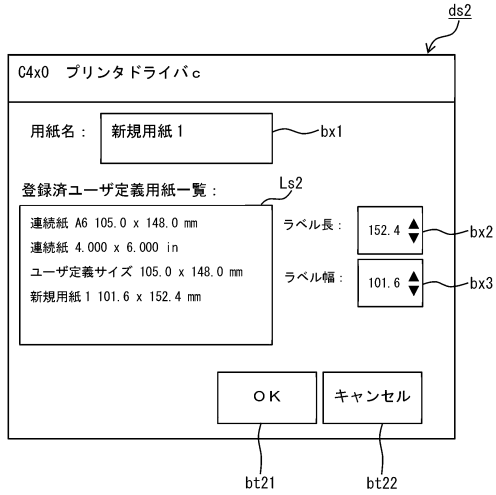 ds2
C4x0 プリンタドライバc
用紙名： 新規用紙1 bx1
登録済ユーザ定義用紙一覧： Ls2
連続紙 A6 105.0 x 148.0 mm
連続紙 4.000 x 6.000 in
ユーザ定義サイズ 105.0 x 148.0 mm
新規用紙1 101.6 x 152.4 mm
ラベル長： 152.4 ▲▼ bx2
ラベル幅： 101.6 ▲▼ bx3
OK キャンセル
bt21 bt22